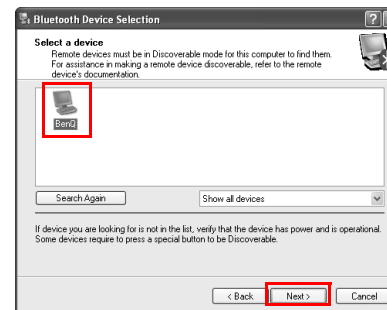 Bluetooth Device Selection
?
Select a device
Remote devices must be in Discoverable mode for this computer to find them.
For assistance in making a remote device discoverable, refer to the remote
device's documentation.
BenQ
Search Again
Show all devices
If device you are looking for is not in the list, verify that the device has power and is operational.
Some devices require to press a special button to be Discoverable.
< Back
Next >
Cancel